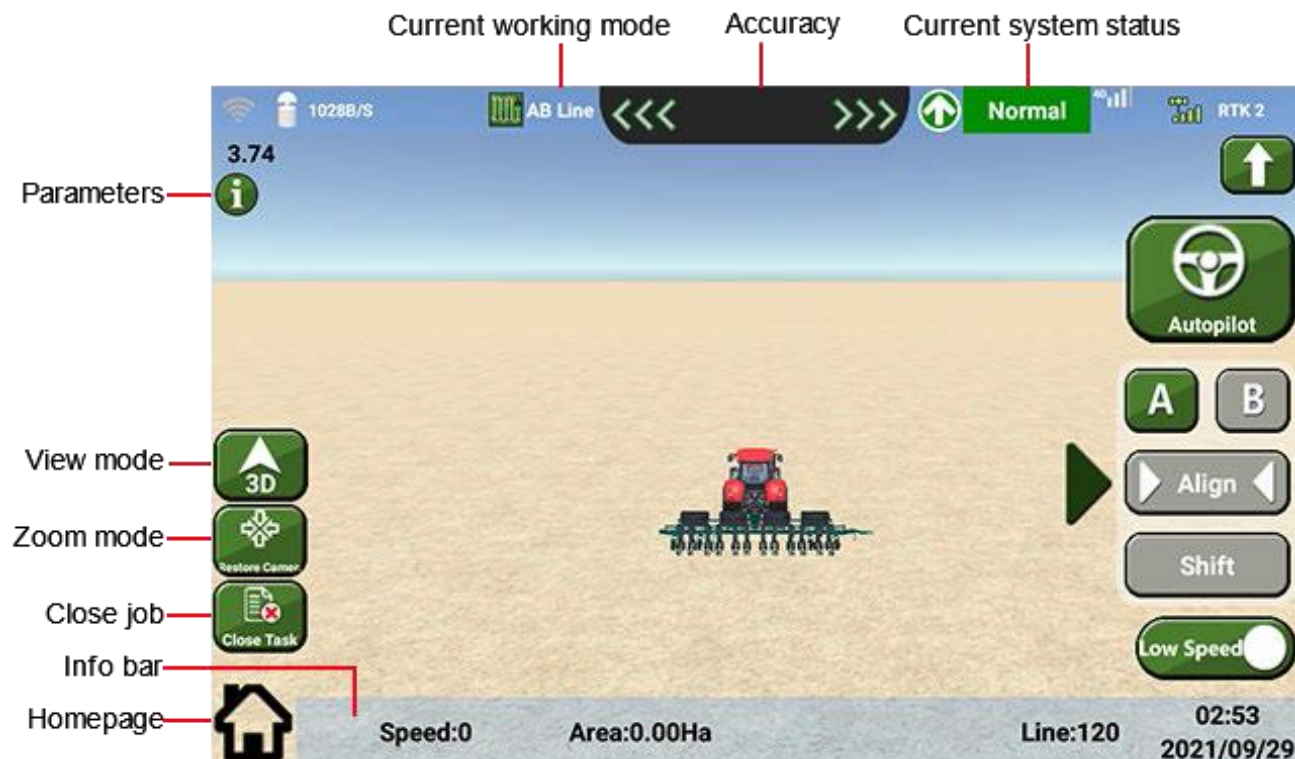 Current working mode
Accuracy
Current system status
1028B/S
AB Line
Normal
4G
RTK 2
3.74
Parameters
i
Autopilot
A B
View mode
3D
Align
Zoom mode
Restore Camer
Shift
Close job
Close Task
Low Speed
Info bar
Homepage
Speed:0 Area:0.00Ha Line:120
02:53
2021/09/29